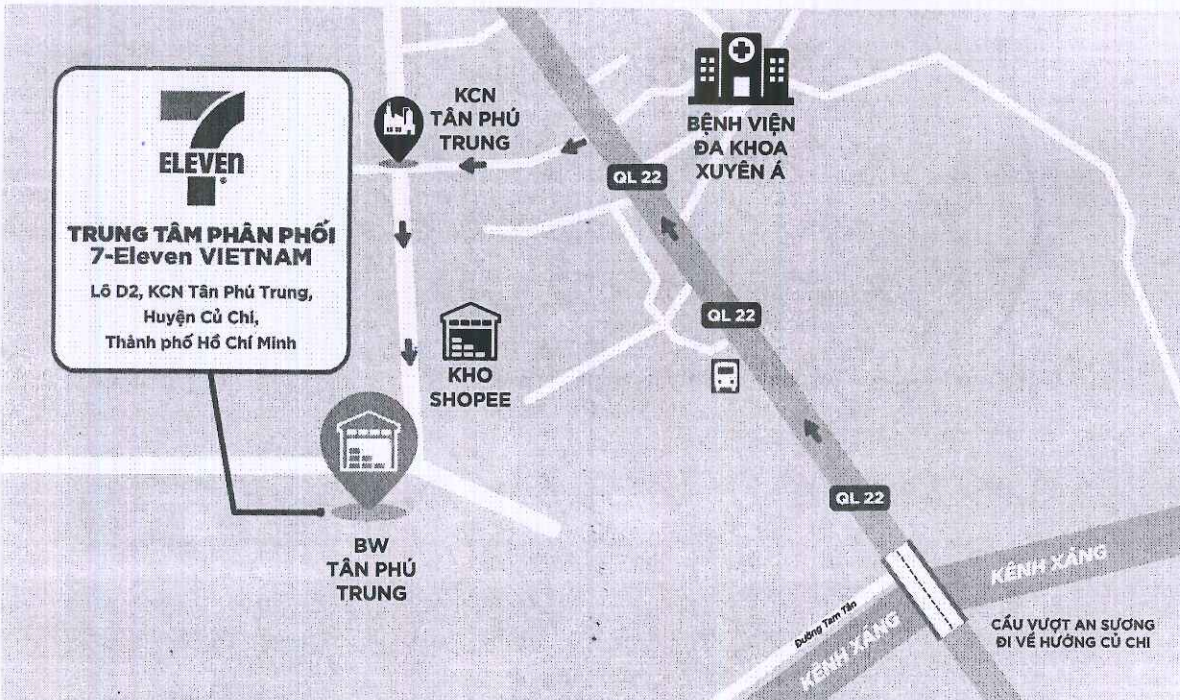 7
ELEVEn
®
TRUNG TÂM PHÂN PHỐI
7-Eleven VIETNAM
Lô D2, KCN Tân Phú Trung,
Huyện Củ Chi,
Thành phố Hồ Chí Minh
KCN
TÂN PHÚ
TRUNG
BỆNH VIỆN
ĐA KHOA
XUYÊN Á
QL 22
QL 22
KHO
SHOPEE
QL 22
BW
TÂN PHÚ
TRUNG
KÊNH XÁNG
Đường Tam Tân
KÊNH XÁNG
CẦU VƯỢT AN SƯƠNG
ĐI VỀ HƯỚNG CỦ CHI